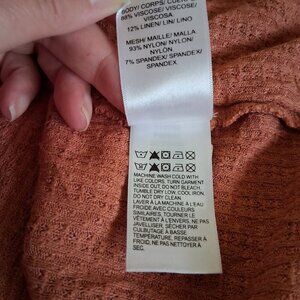 BODY/ CORPS/ CUERPO
88% VISCOSE/ VISCOSE/
VISCOSA.
12% LINEN/ LIN/ LINO
MESH/ MAILLE/ MALLA.
93% NYLON/ NYLON/
NYLON
7% SPANDEX/ SPANDEX/
SPANDEX.
MACHINE WASH COLD WITH
LIKE COLORS. TURN GARMENT
INSIDE OUT, DO NOT BLEACH.
TUMBLE DRY LOW, COOL IRON,
DO NOT DRY CLEAN.
LAVER À LA MACHINE À L'EAU
FROIDE AVEC COULEURS
SIMILAIRES, TOURNER LE
VÊTEMENT À L'ENVERS, NE PAS
JAVELLISER, SÉCHER PAR
CULBUTAGE À BASSE
TEMPÉRATURE, REPASSER À
FROID, NE PAS NETTOYER À
SEC.